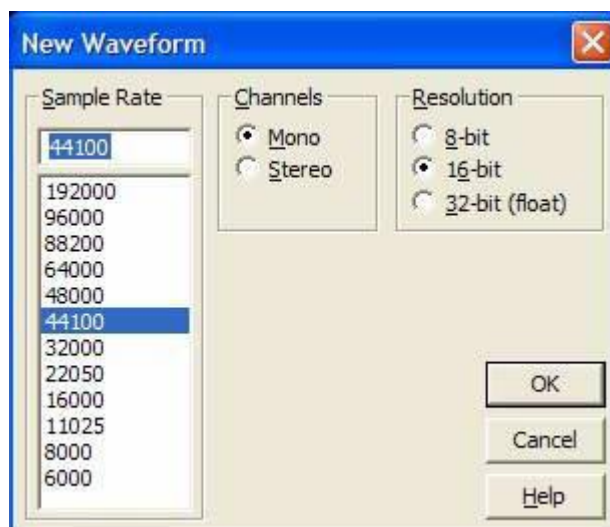 New Waveform
Sample Rate
44100
192000
96000
88200
64000
48000
44100
32000
22050
16000
11025
8000
6000
Channels
Mono
Stereo
Resolution
8-bit
16-bit
32-bit (float)
OK
Cancel
Help